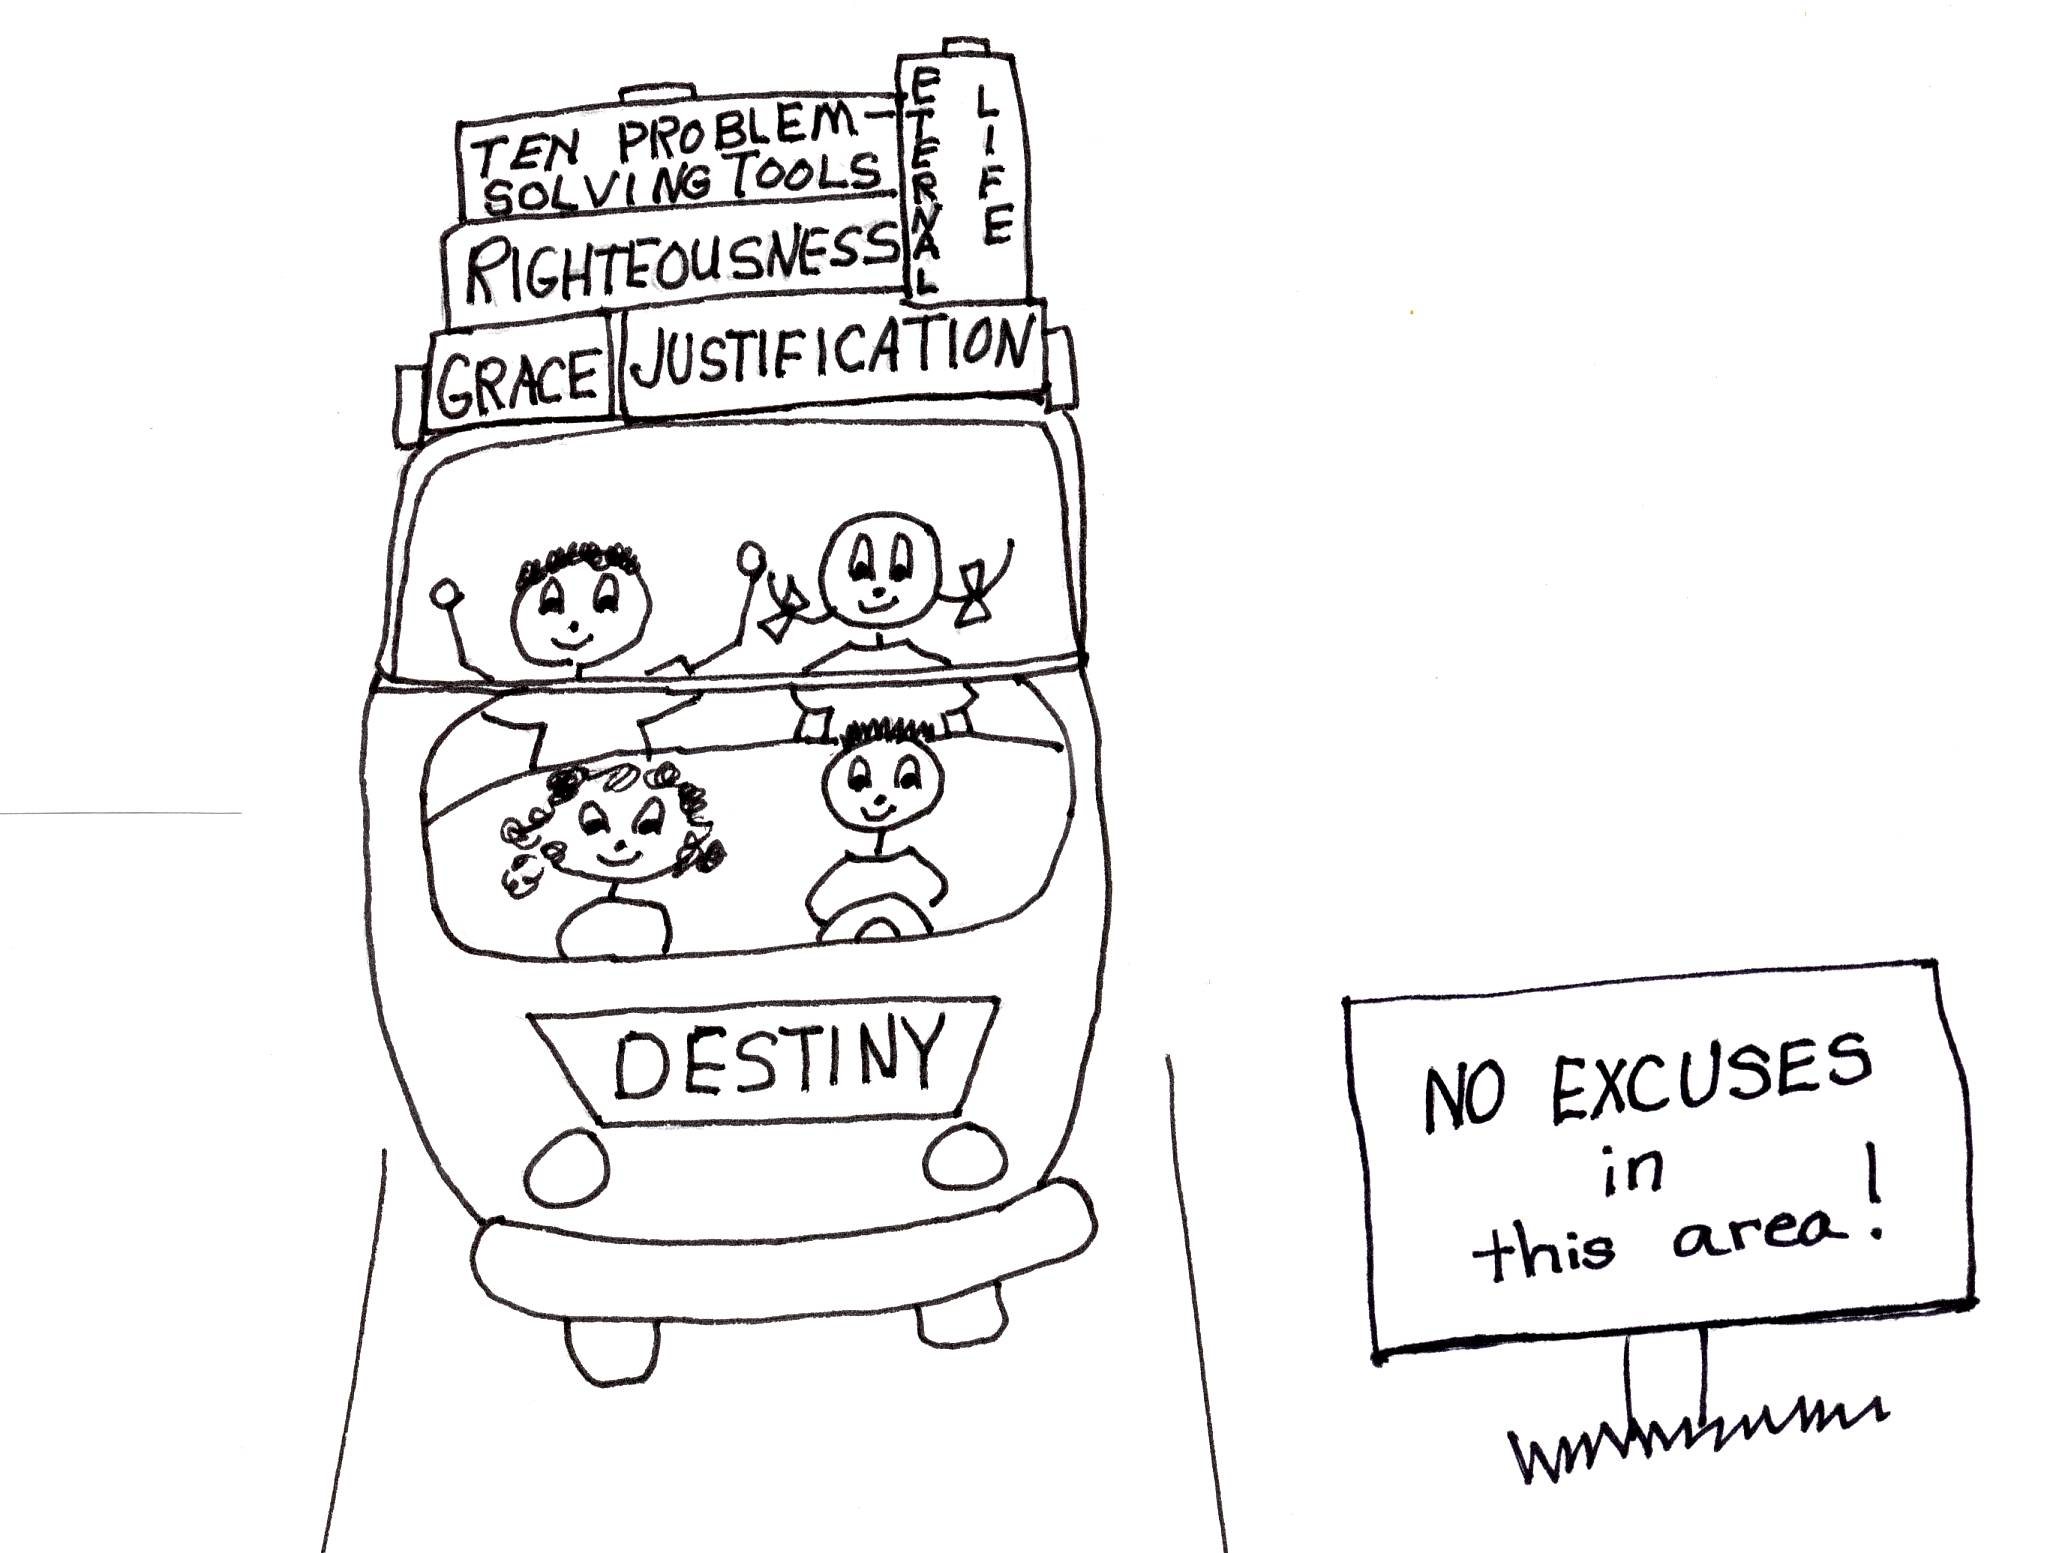 TEN PROBLEM-
SOLVING TOOLS
ETERNAL
LIFE
RIGHTEOUSNESS
GRACE
JUSTIFICATION
DESTINY
NO EXCUSES
in
this area!